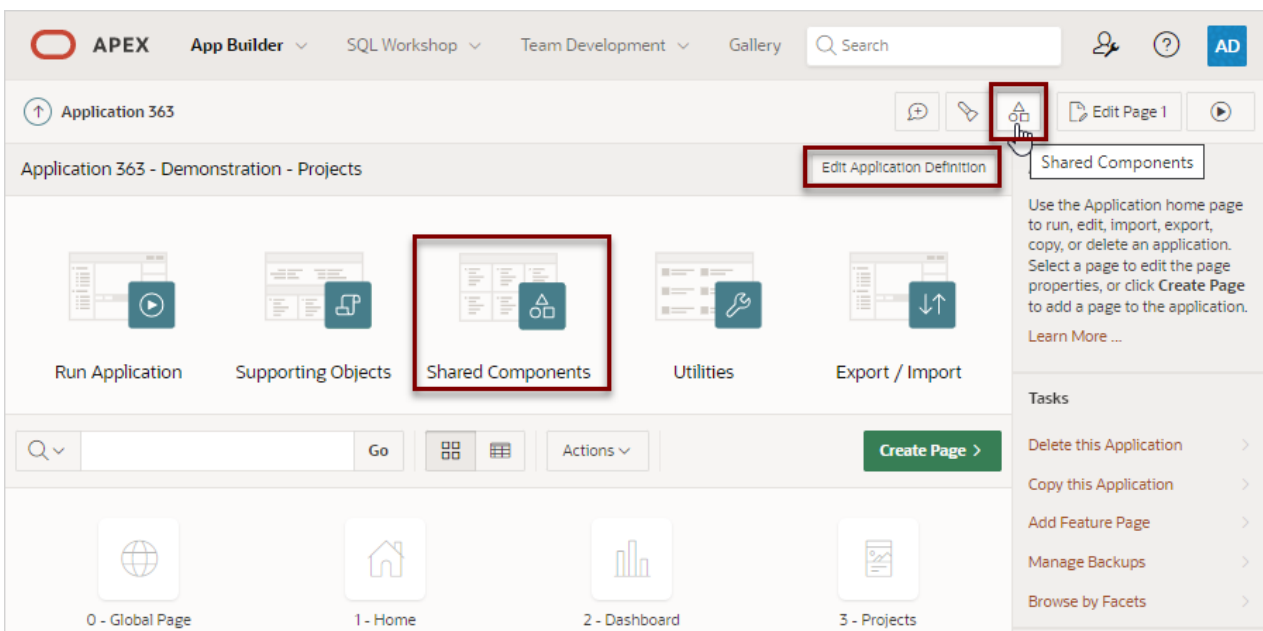 APEX App Builder SQL Workshop Team Development Gallery Search AD
Application 363 Edit Page 1
Shared Components
Application 363 - Demonstration - Projects Edit Application Definition
Use the Application home page
to run, edit, import, export,
copy, or delete an application.
Select a page to edit the page
properties, or click Create Page
to add a page to the application.
Learn More ...
Run Application Supporting Objects Shared Components Utilities Export / Import
Tasks
Go Actions Create Page >
Delete this Application
Copy this Application
Add Feature Page
Manage Backups
Browse by Facets
0 - Global Page 1 - Home 2 - Dashboard 3 - Projects